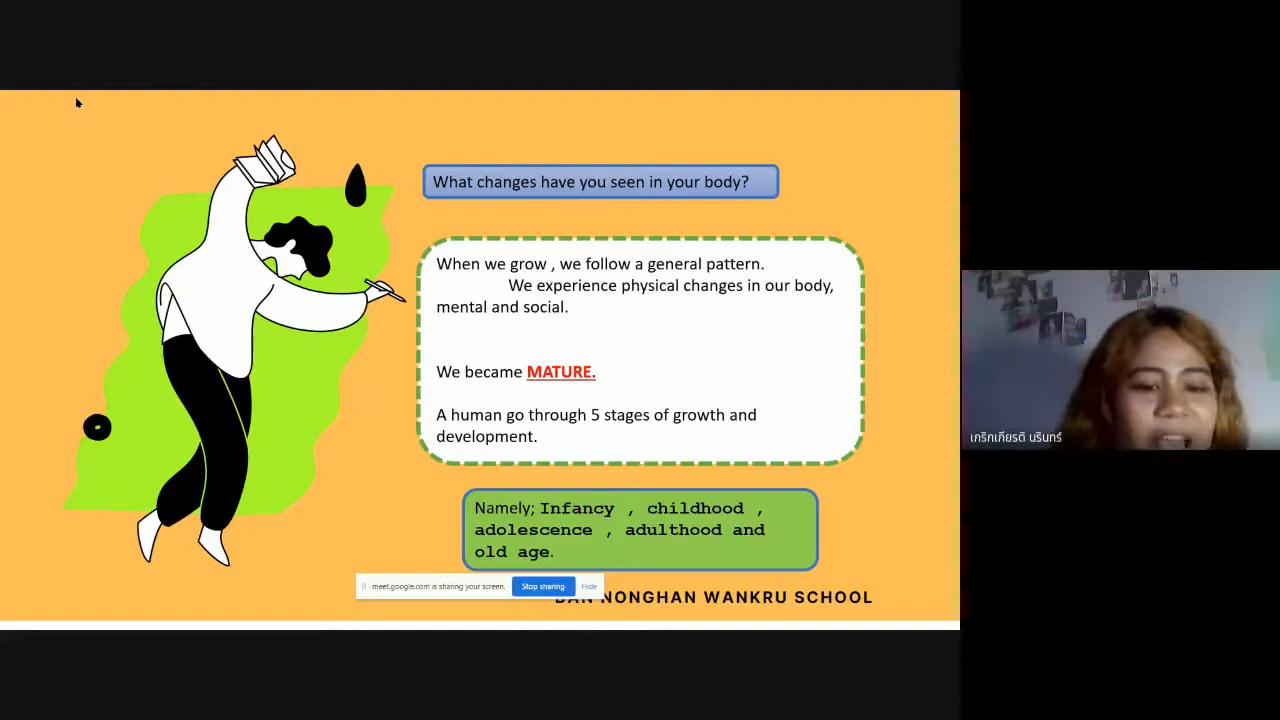 What changes have you seen in your body?
When we grow , we follow a general pattern.
We experience physical changes in our body,
mental and social.
We became MATURE.
A human go through 5 stages of growth and
development.
เกริกเกียรติ นรินทร์
Namely; Infancy , childhood ,
adolescence , adulthood and
old age.
meet.google.com is sharing your screen. Stop sharing Hide
BAN NONGHAN WANKRU SCHOOL